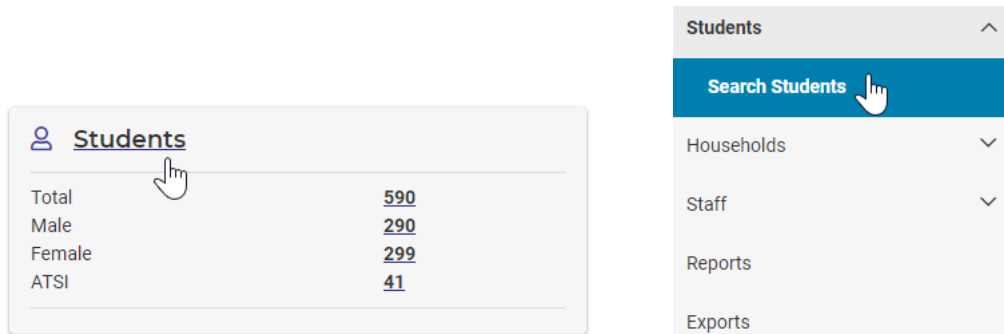 Students
Total 590
Male 290
Female 299
ATSI 41
Students
Search Students
Households
Staff
Reports
Exports